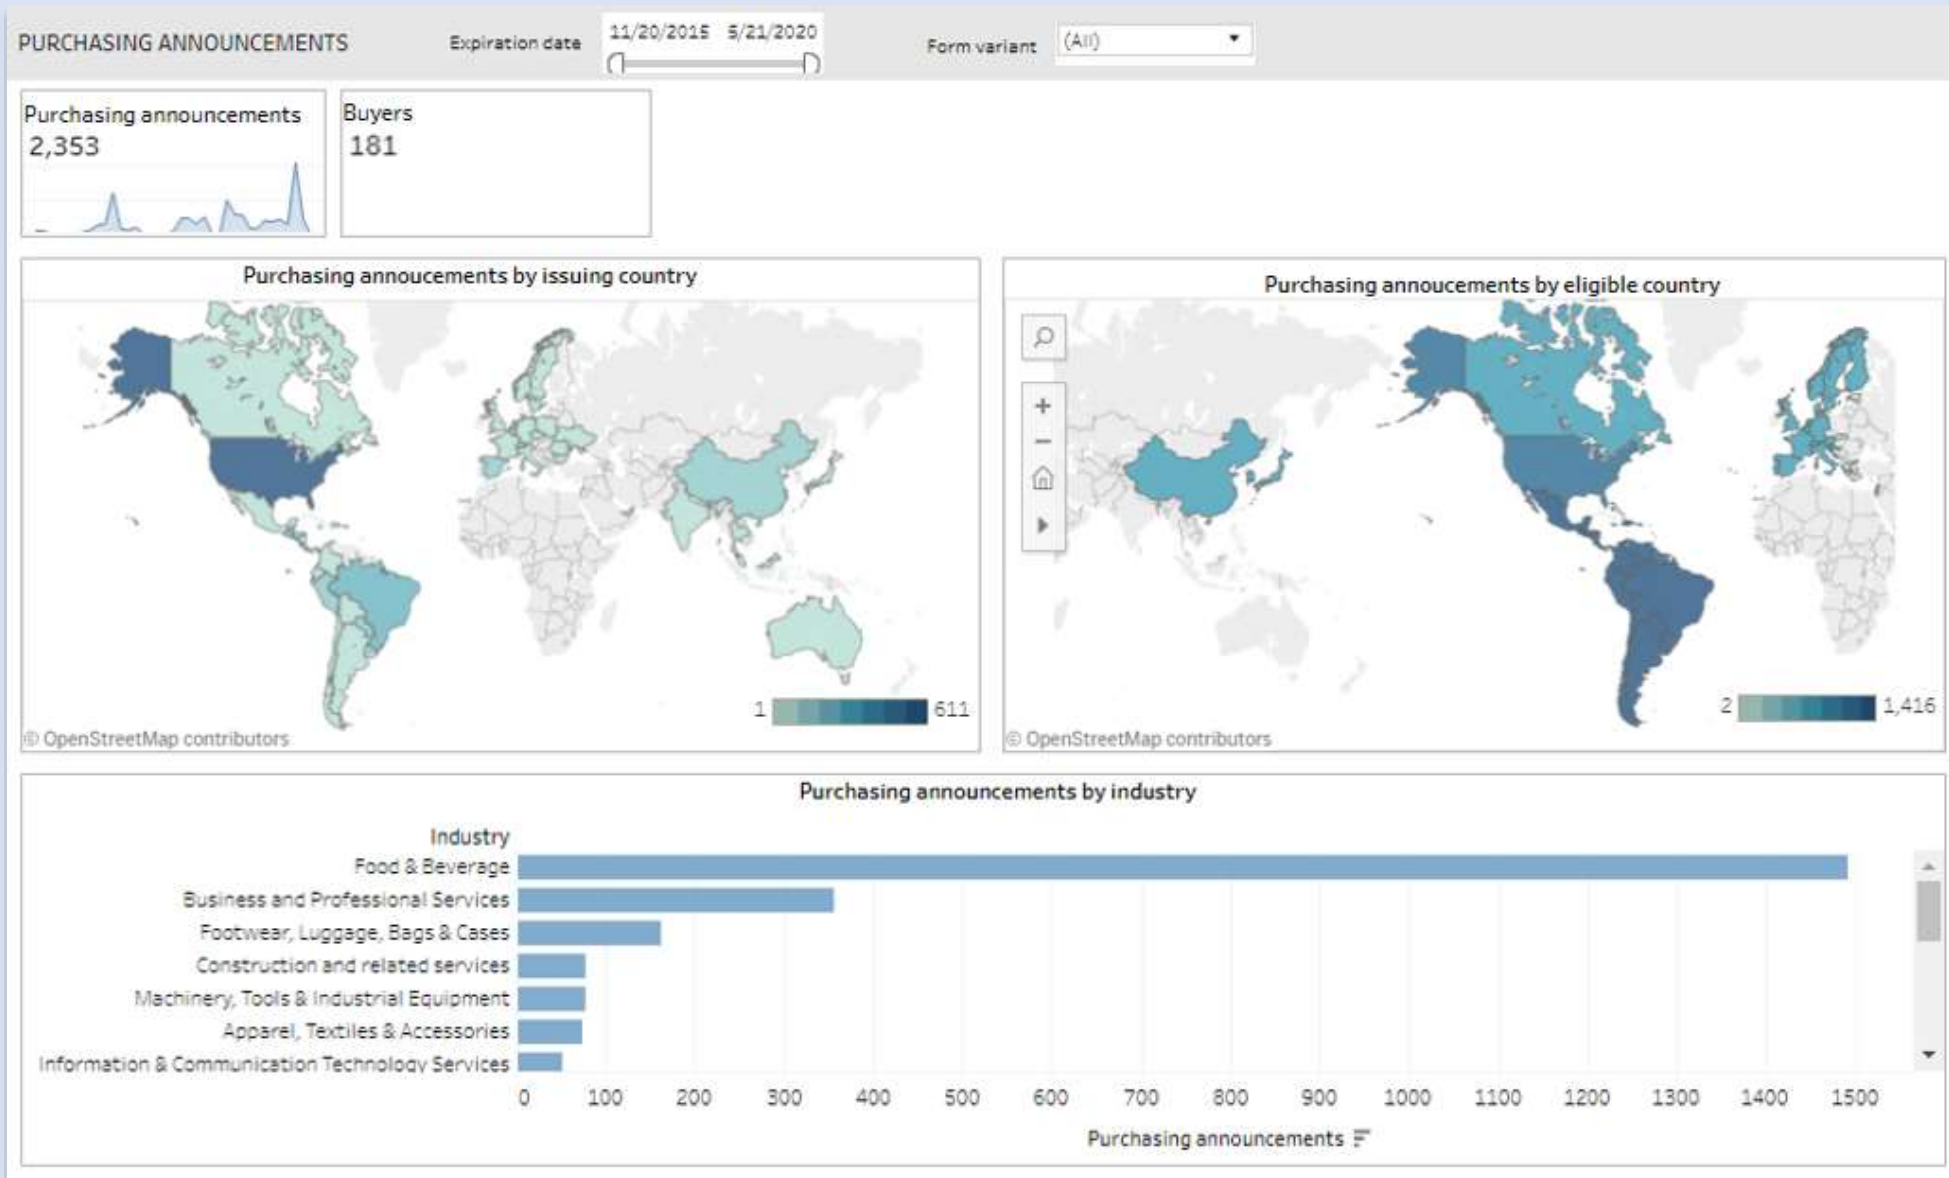 PURCHASING ANNOUNCEMENTS
Expiration date
11/20/2015 5/21/2020
Form variant
(All)
Purchasing announcements
2,353
Buyers
181
Purchasing annoucements by issuing country
1
611
© OpenStreetMap contributors
Purchasing annoucements by eligible country
+
−
2
1,416
© OpenStreetMap contributors
Purchasing announcements by industry
Industry
Food & Beverage
Business and Professional Services
Footwear, Luggage, Bags & Cases
Construction and related services
Machinery, Tools & Industrial Equipment
Apparel, Textiles & Accessories
Information & Communication Technology Services
0 100 200 300 400 500 600 700 800 900 1000 1100 1200 1300 1400 1500
Purchasing announcements